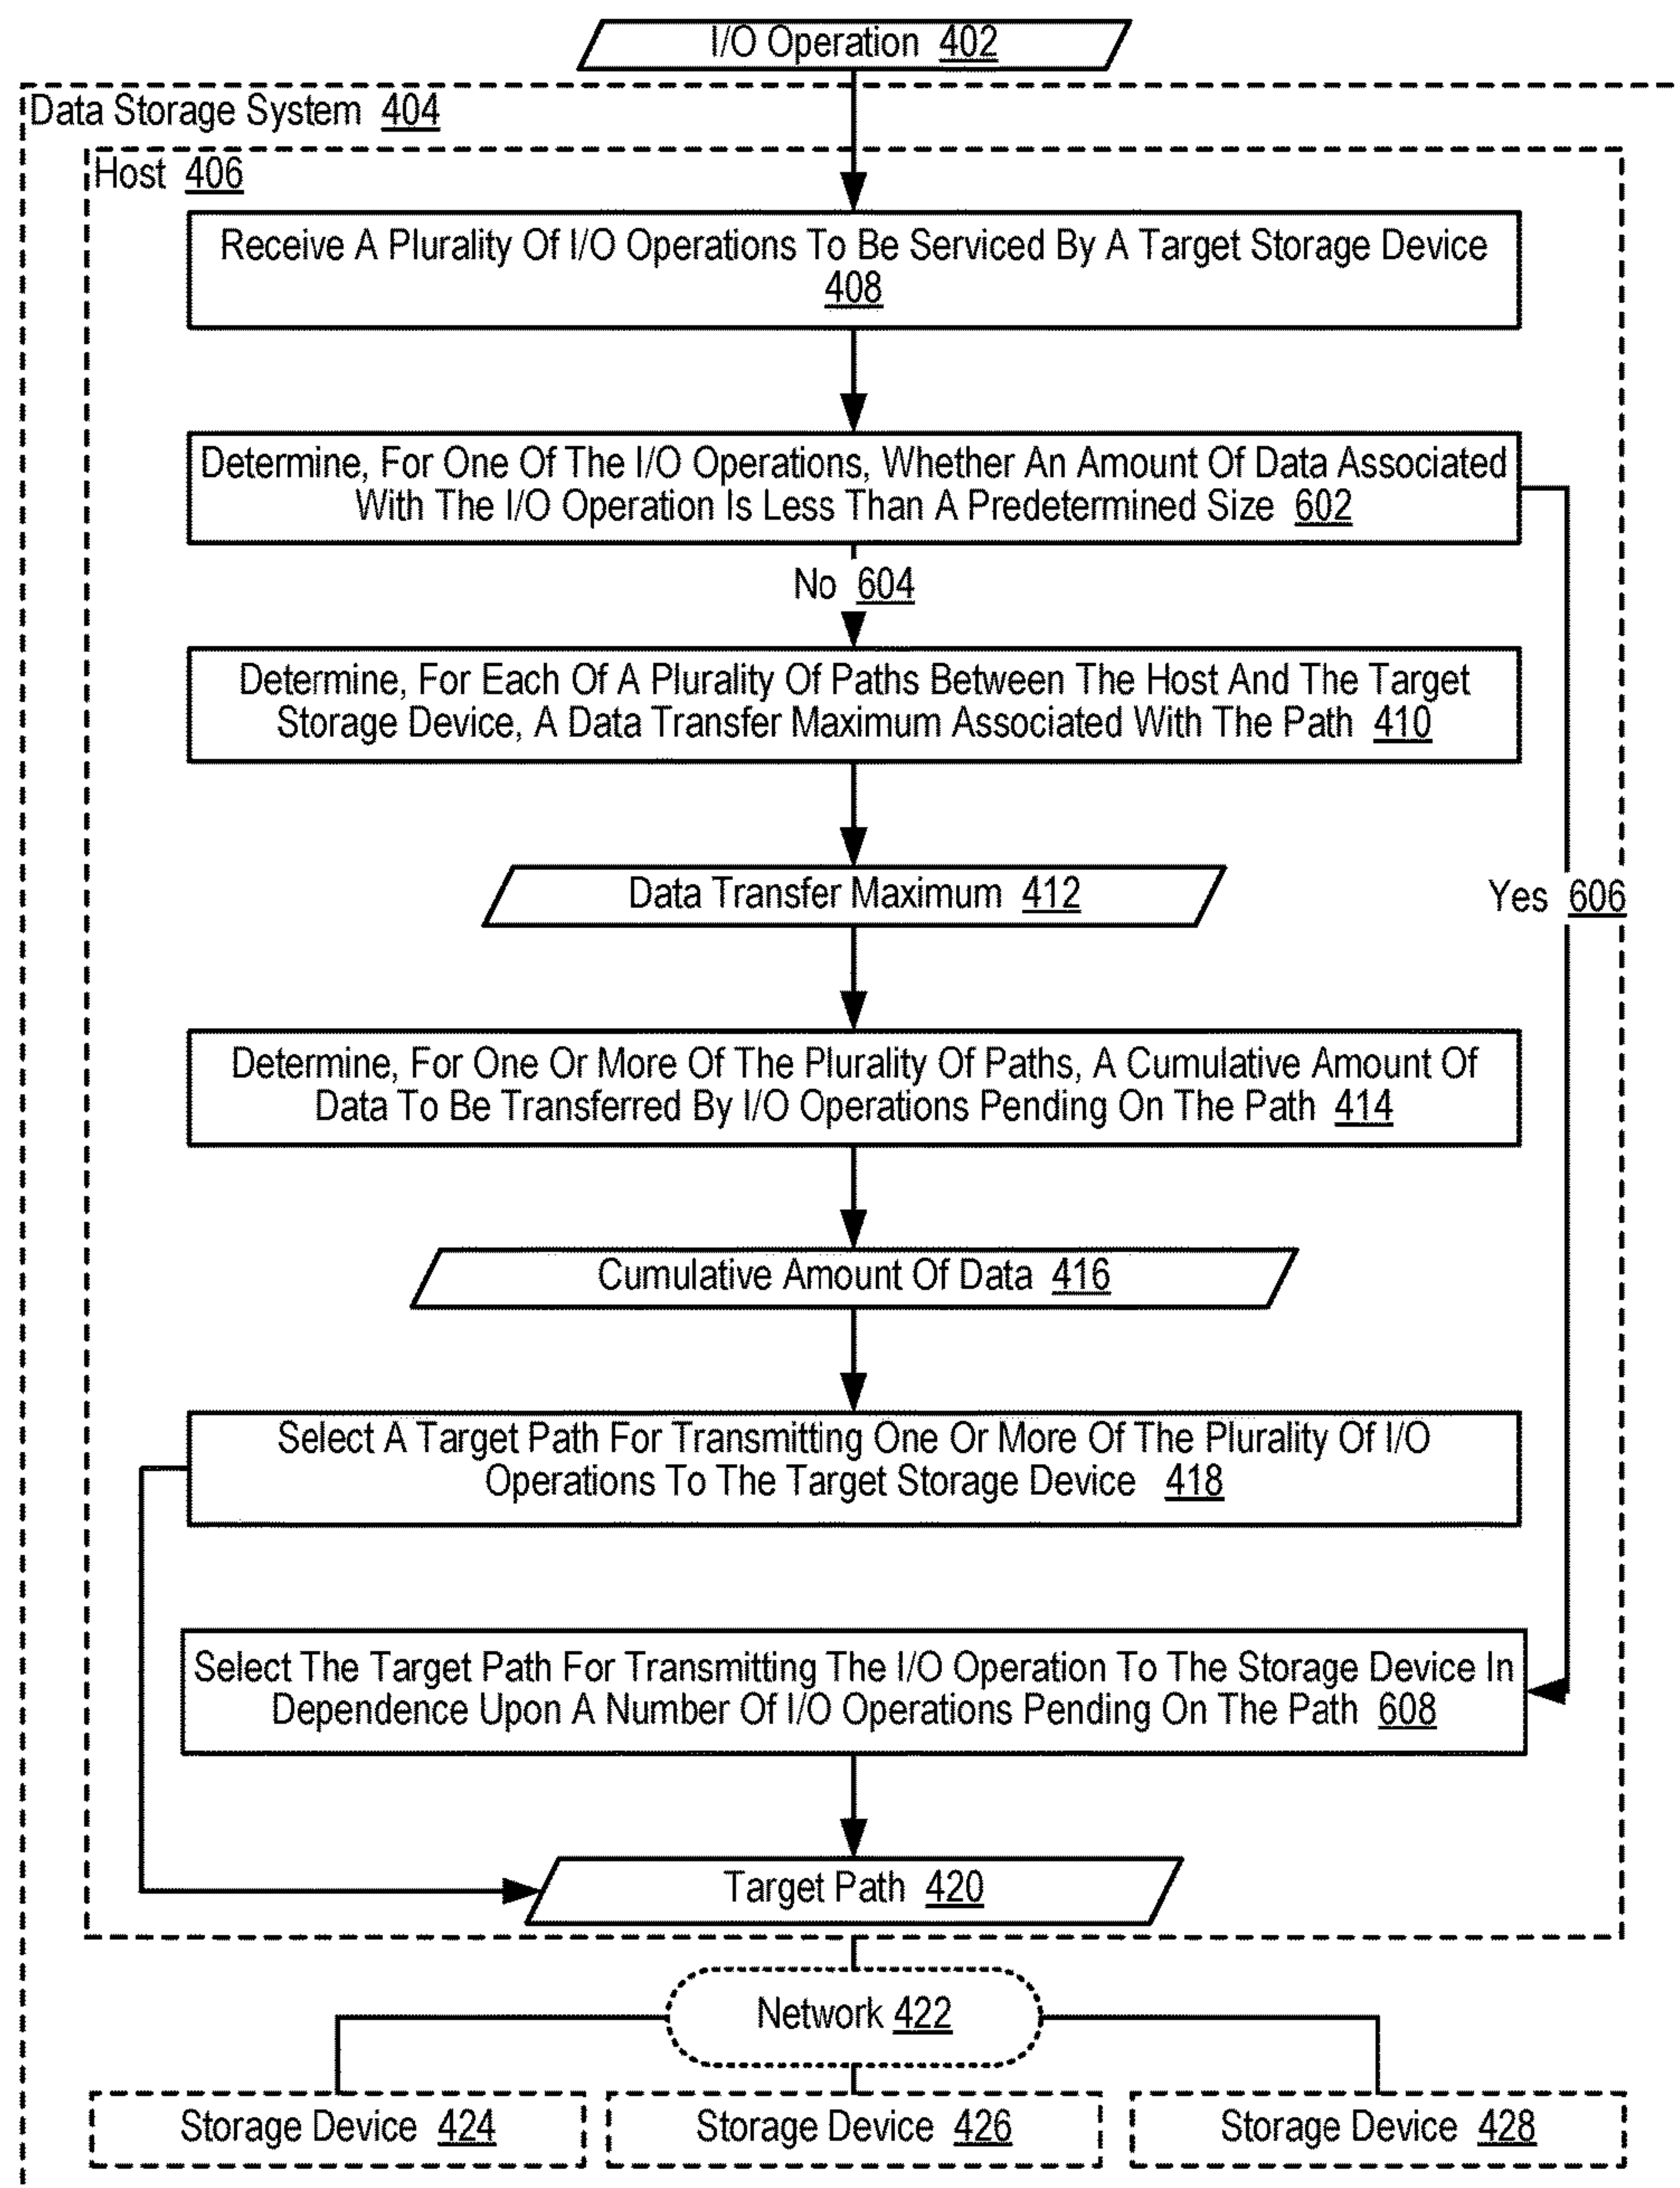 I/O Operation 402
Data Storage System 404
Host 406
Receive A Plurality Of I/O Operations To Be Serviced By A Target Storage Device
408
Determine, For One Of The I/O Operations, Whether An Amount Of Data Associated
With The I/O Operation Is Less Than A Predetermined Size 602
No 604
Determine, For Each Of A Plurality Of Paths Between The Host And The Target
Storage Device, A Data Transfer Maximum Associated With The Path 410
Data Transfer Maximum 412
Yes 606
Determine, For One Or More Of The Plurality Of Paths, A Cumulative Amount Of
Data To Be Transferred By I/O Operations Pending On The Path 414
Cumulative Amount Of Data 416
Select A Target Path For Transmitting One Or More Of The Plurality Of I/O
Operations To The Target Storage Device 418
Select The Target Path For Transmitting The I/O Operation To The Storage Device In
Dependence Upon A Number Of I/O Operations Pending On The Path 608
Target Path 420
Network 422
Storage Device 424
Storage Device 426
Storage Device 428